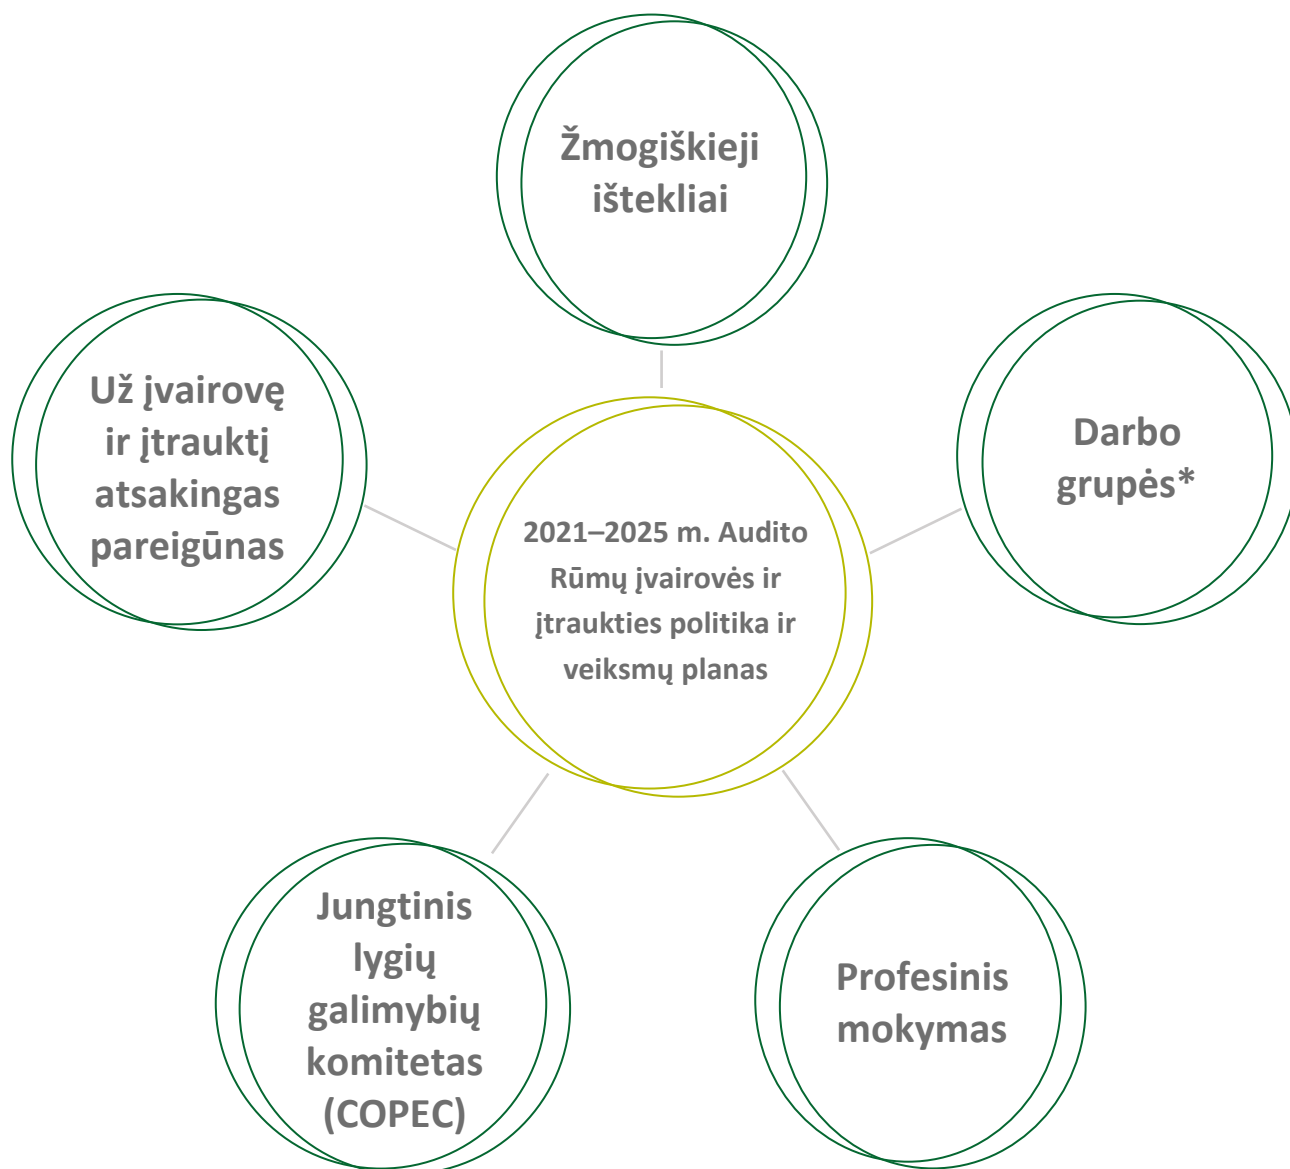 Žmogiškieji
ištekliai
Už įvairovę
ir įtrauktį
atsakingas
pareigūnas
Darbo
grupės*
2021–2025 m. Audito
Rūmų įvairovės ir
įtraukties politika ir
veiksmų planas
Jungtinis
lygių
galimybių
komitetas
(COPEC)
Profesinis
mokymas